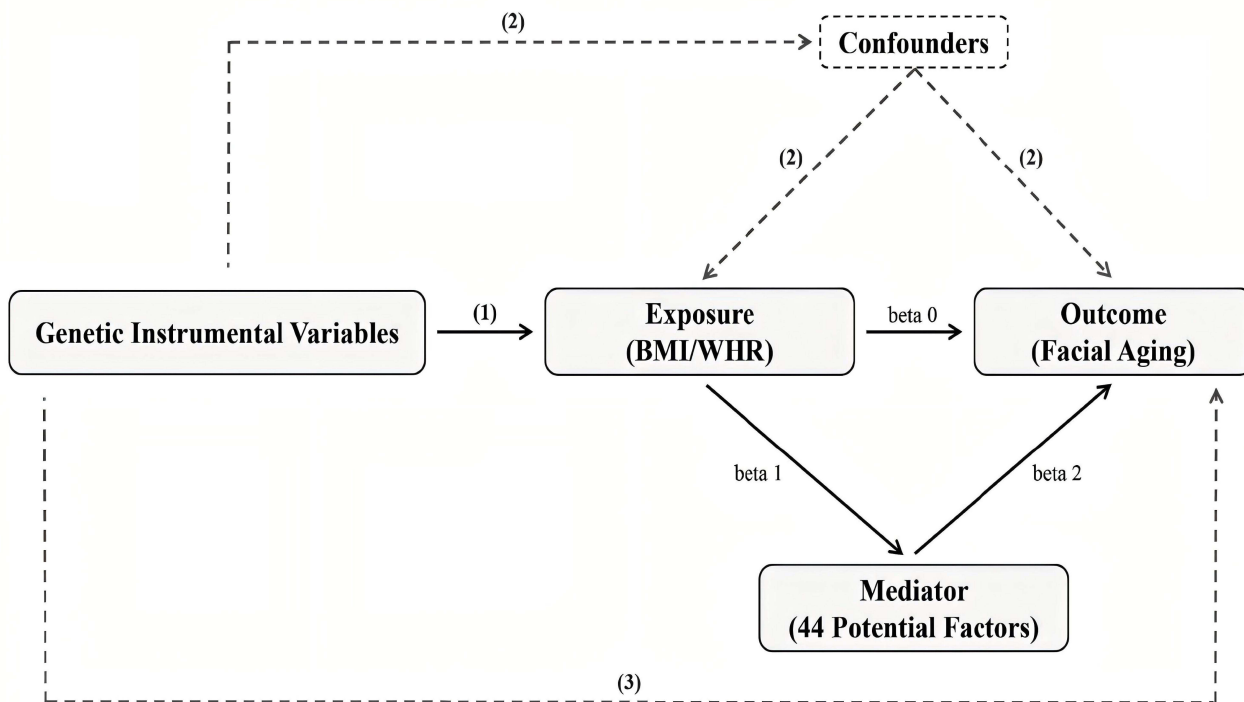 (2)
Confounders
(2)
(2)
Genetic Instrumental Variables
(1)
Exposure
(BMI/WHR)
beta 0
Outcome
(Facial Aging)
beta 1
beta 2
Mediator
(44 Potential Factors)
(3)